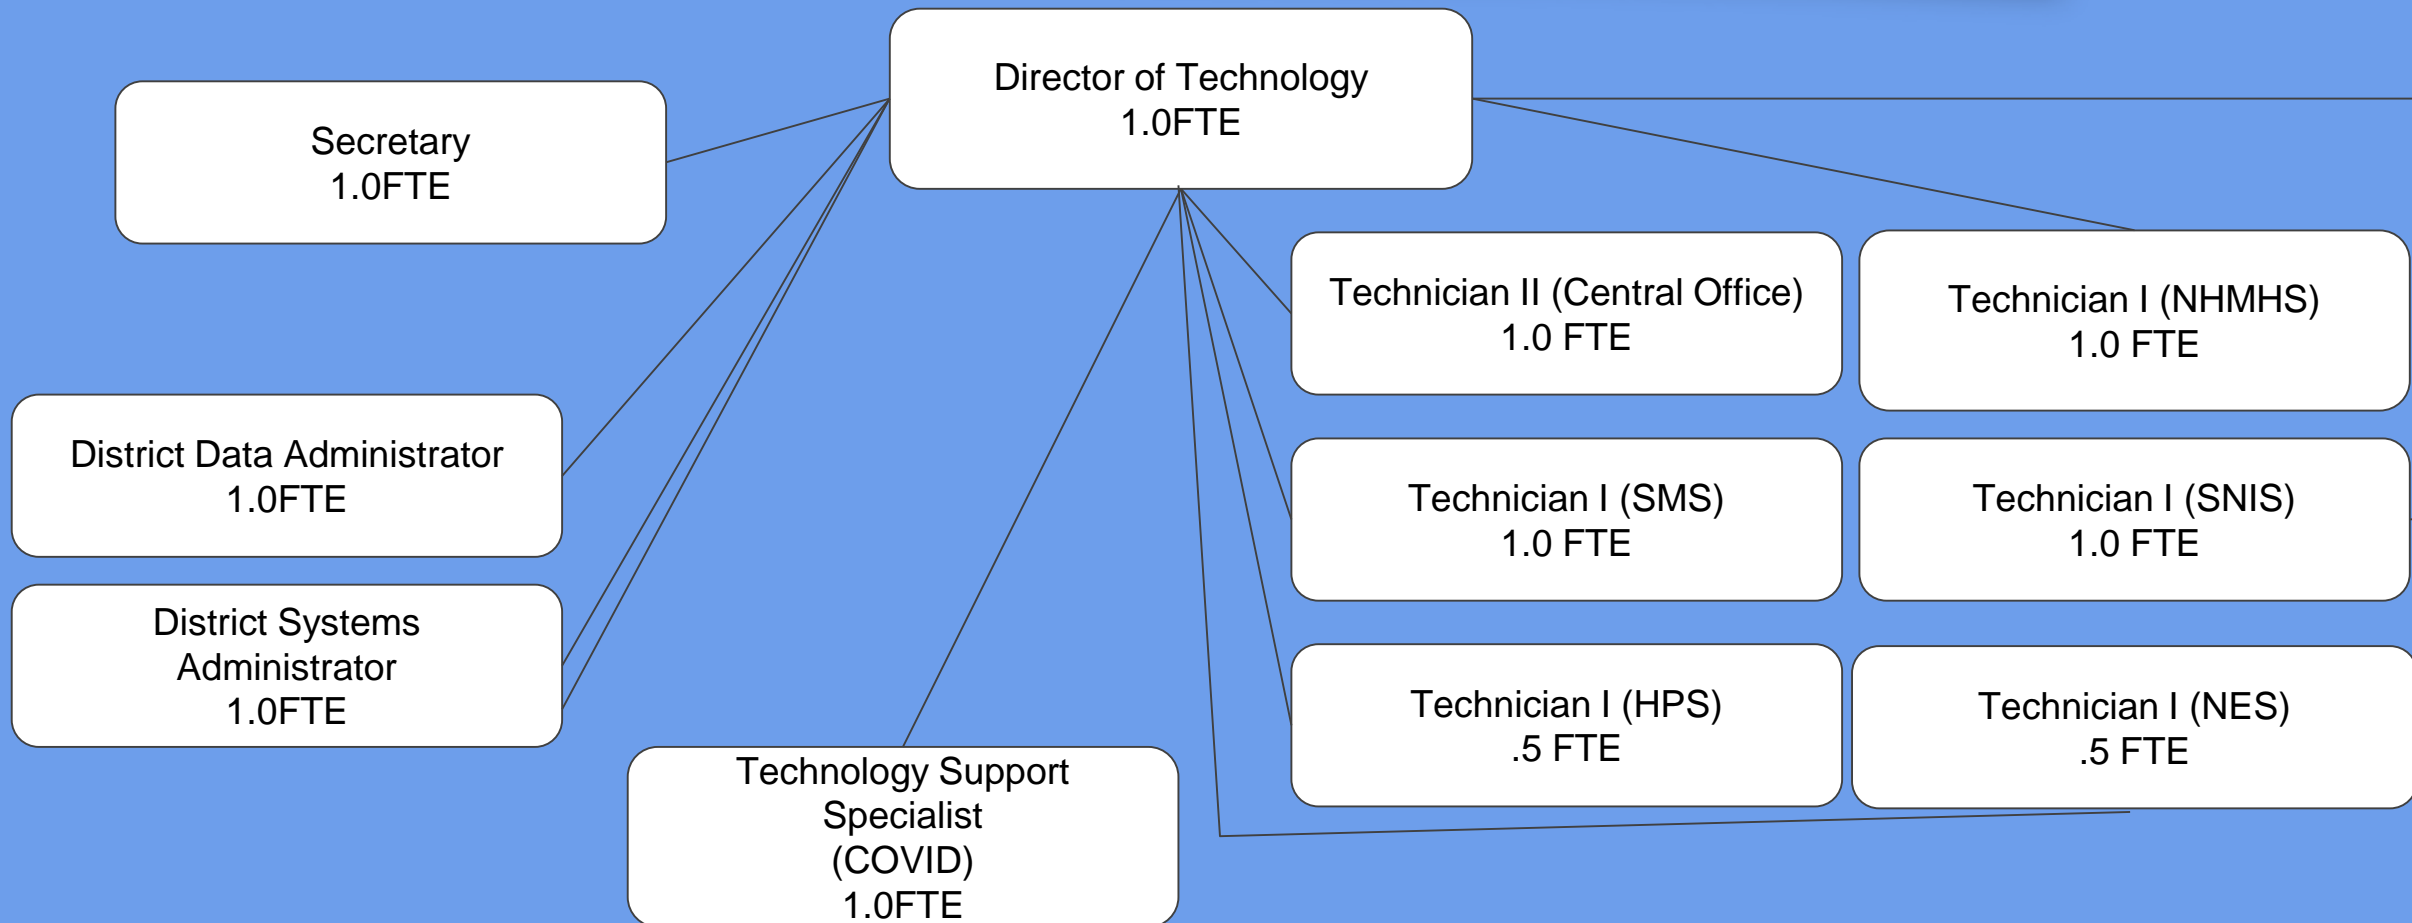 Director of Technology
1.0FTE
Secretary
1.0FTE
Technician II (Central Office)
1.0 FTE
Technician I (NHMHS)
1.0 FTE
District Data Administrator
1.0FTE
Technician I (SMS)
1.0 FTE
Technician I (SNIS)
1.0 FTE
District Systems
Administrator
1.0FTE
Technician I (HPS)
.5 FTE
Technician I (NES)
.5 FTE
Technology Support
Specialist
(COVID)
1.0FTE